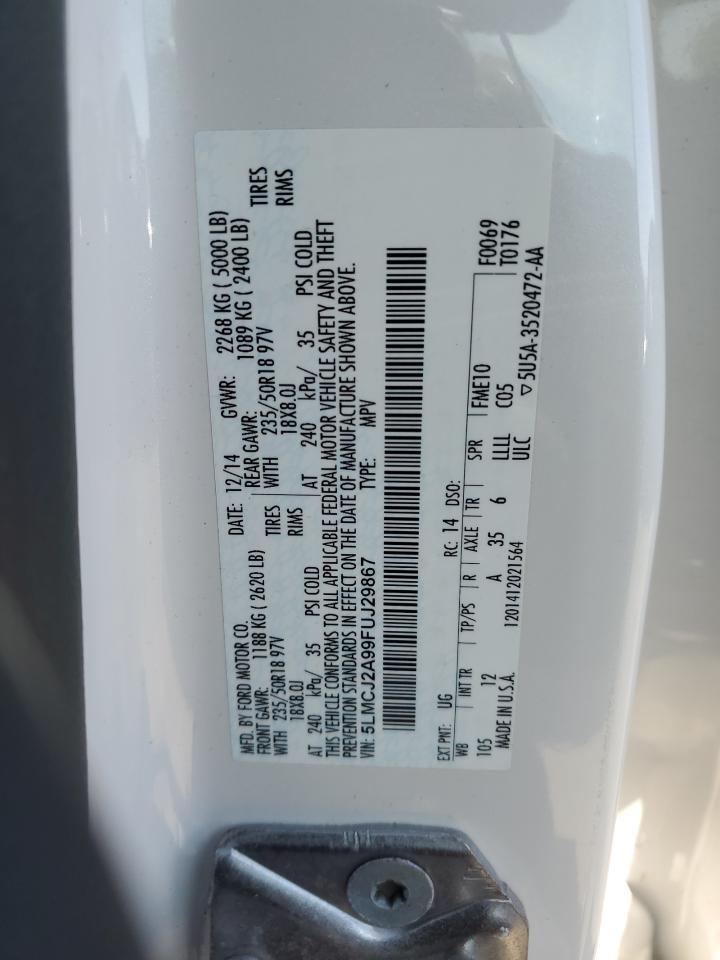 MFD. BY FORD MOTOR CO. DATE: 12/14 GVWR: 2268 KG ( 5000 LB)
FRONT GAWR: 1188 KG ( 2620 LB) REAR GAWR: 1089 KG ( 2400 LB)
WITH 235/50R18 97V TIRES WITH 235/50R18 97V TIRES
18X8.0J RIMS 18X8.0J RIMS
AT 240 kPa/ 35 PSI COLD AT 240 kPa/ 35 PSI COLD
THIS VEHICLE CONFORMS TO ALL APPLICABLE FEDERAL MOTOR VEHICLE SAFETY AND THEFT
PREVENTION STANDARDS IN EFFECT ON THE DATE OF MANUFACTURE SHOWN ABOVE.
VIN: 5LMCJ2A99FUJ29867 TYPE: MPV
EXT PNT: UG RC: 14 DSO: F0069
WB INT TR TP/PS R AXLE TR SPR FME10 T0176
105 12 A 35 6 LLLL C05
MADE IN U.S.A. 1201412021564 ULC ▽ 5U5A-3520472-AA